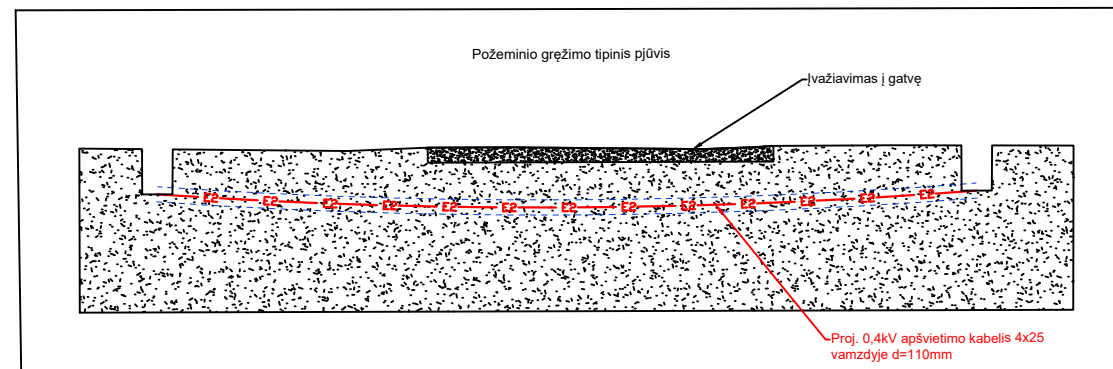 Požeminio gręžimo tipinis pjūvis
Įvažiavimas į gatvę
E2 E2 E2 E2 E2 E2 E2 E2 E2 E2 E2 E2 E2
Proj. 0,4kV apšvietimo kabelis 4x25
vamzdyje d=110mm